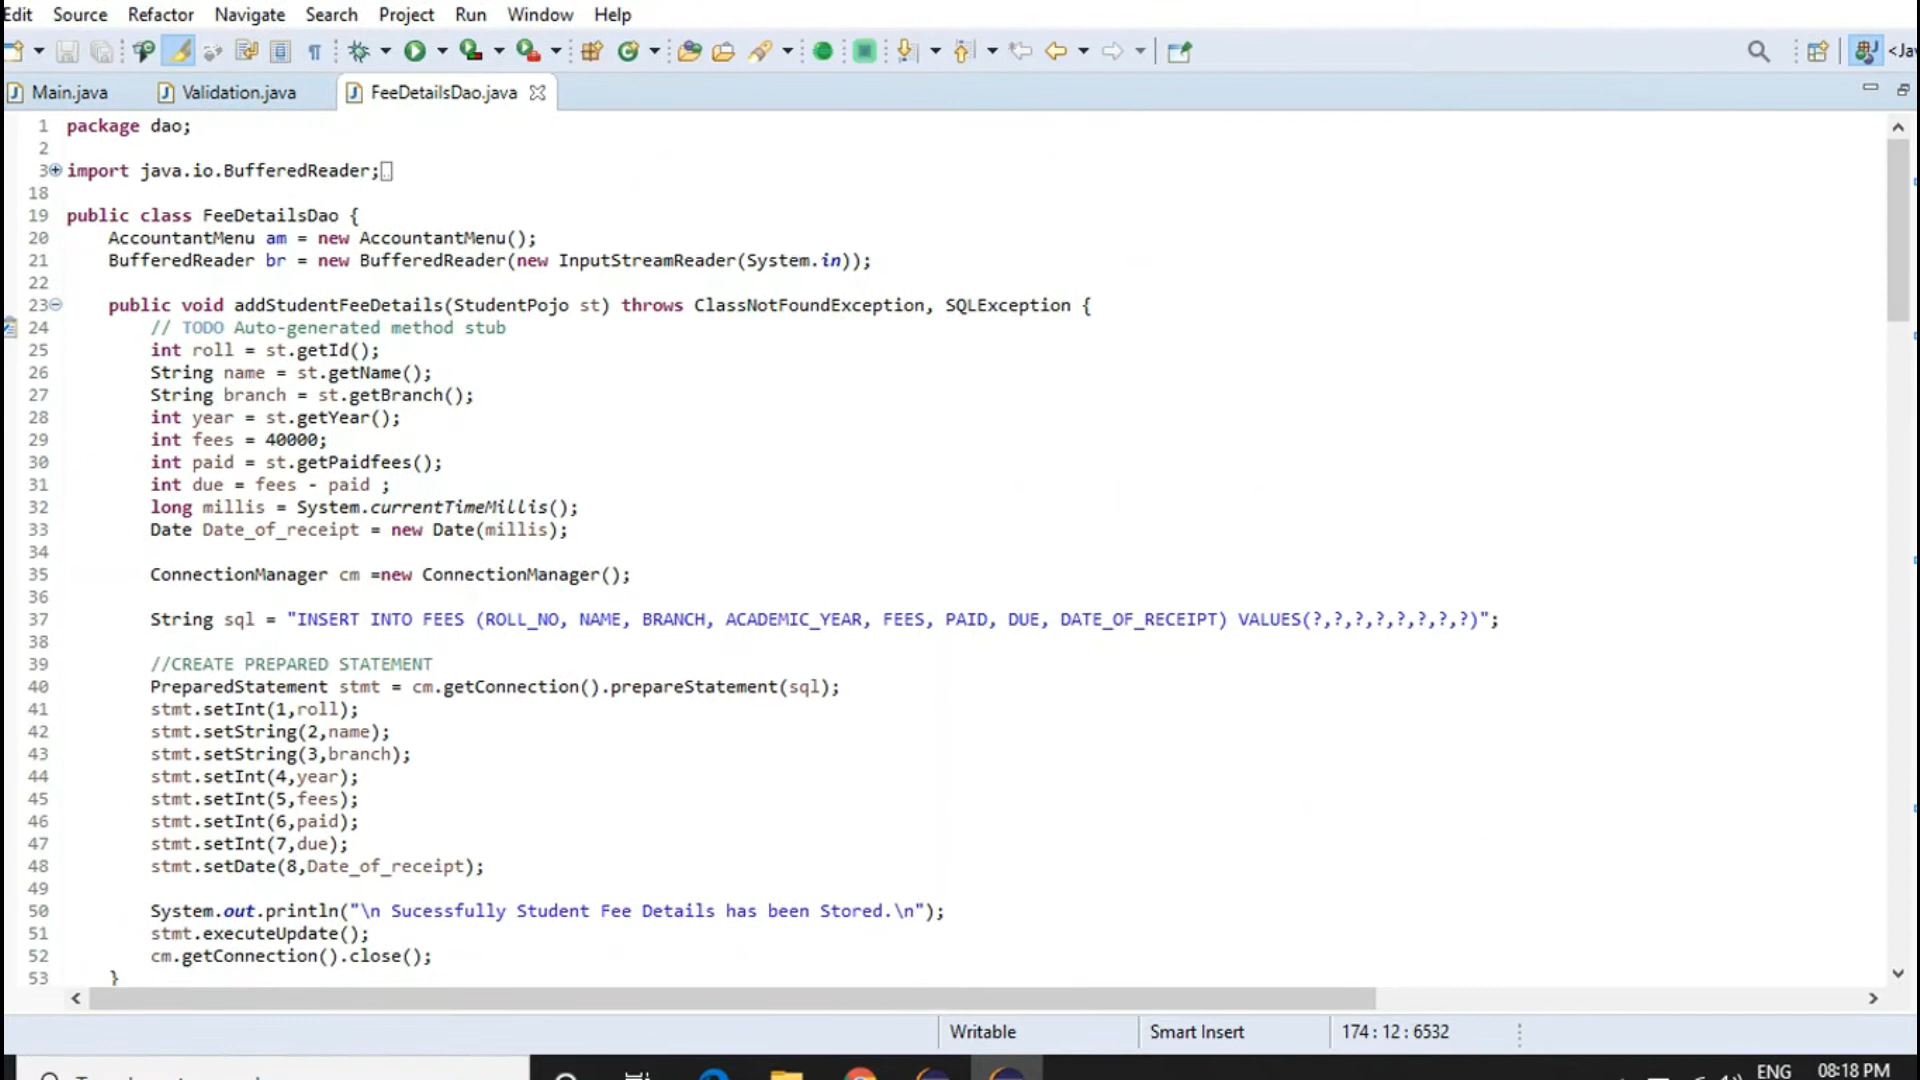 Edit Source Refactor Navigate Search Project Run Window Help
Main.java Validation.java FeeDetailsDao.java
1 package dao;
2
3 import java.io.BufferedReader;
18
19 public class FeeDetailsDao {
20 AccountantMenu am = new AccountantMenu();
21 BufferedReader br = new BufferedReader(new InputStreamReader(System.in));
22
23 public void addStudentFeeDetails(StudentPojo st) throws ClassNotFoundException, SQLException {
24 // TODO Auto-generated method stub
25 int roll = st.getId();
26 String name = st.getName();
27 String branch = st.getBranch();
28 int year = st.getYear();
29 int fees = 40000;
30 int paid = st.getPaidfees();
31 int due = fees - paid ;
32 long millis = System.currentTimeMillis();
33 Date Date_of_receipt = new Date(millis);
34
35 ConnectionManager cm =new ConnectionManager();
36
37 String sql = "INSERT INTO FEES (ROLL_NO, NAME, BRANCH, ACADEMIC_YEAR, FEES, PAID, DUE, DATE_OF_RECEIPT) VALUES(?,?,?,?,?,?,?,?)";
38
39 //CREATE PREPARED STATEMENT
40 PreparedStatement stmt = cm.getConnection().prepareStatement(sql);
41 stmt.setInt(1,roll);
42 stmt.setString(2,name);
43 stmt.setString(3,branch);
44 stmt.setInt(4,year);
45 stmt.setInt(5,fees);
46 stmt.setInt(6,paid);
47 stmt.setInt(7,due);
48 stmt.setDate(8,Date_of_receipt);
49
50 System.out.println("\n Sucessfully Student Fee Details has been Stored.\n");
51 stmt.executeUpdate();
52 cm.getConnection().close();
53 }
Writable Smart Insert 174 : 12 : 6532
ENG 08:18 PM